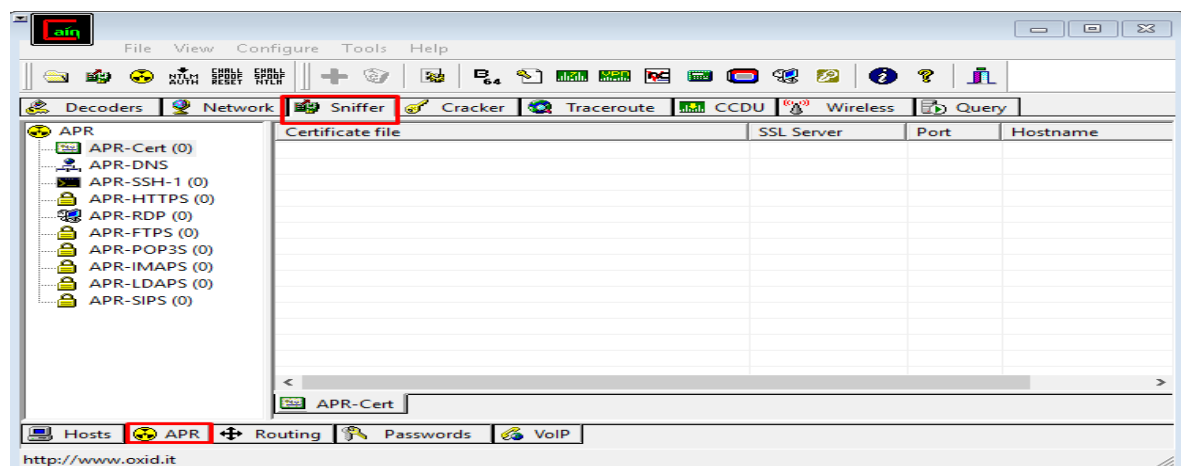 Cain
File View Configure Tools Help
NTLM AUTH CHALL SPOOF RESET CHALL SPOOF NTLM B64
Decoders Network Sniffer Cracker Traceroute CCDU Wireless Query
APR
APR-Cert (0)
APR-DNS
APR-SSH-1 (0)
APR-HTTPS (0)
APR-RDP (0)
APR-FTPS (0)
APR-POP3S (0)
APR-IMAPS (0)
APR-LDAPS (0)
APR-SIPS (0)
Certificate file SSL Server Port Hostname
APR-Cert
Hosts APR Routing Passwords VoIP
http://www.oxid.it